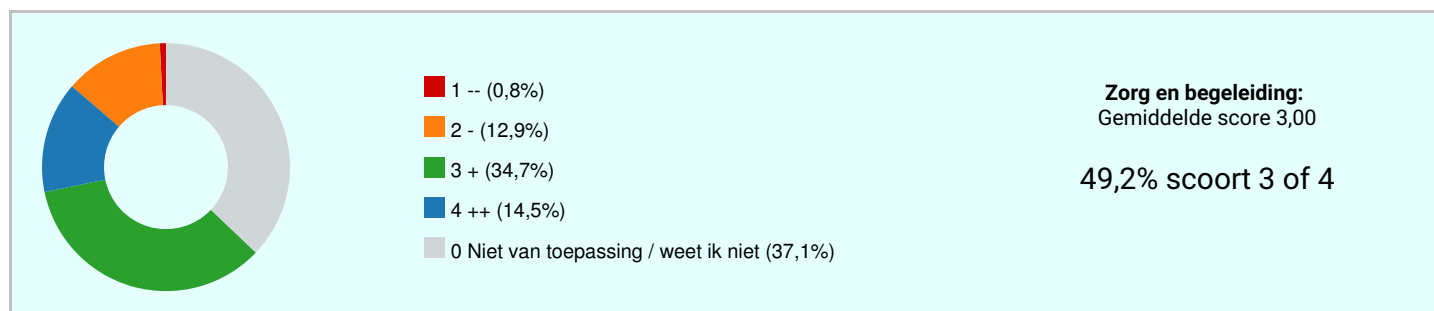 1 -- (0,8%)
2 - (12,9%)
3 + (34,7%)
4 ++ (14,5%)
0 Niet van toepassing / weet ik niet (37,1%)
Zorg en begeleiding:
Gemiddelde score 3,00
49,2% scoort 3 of 4